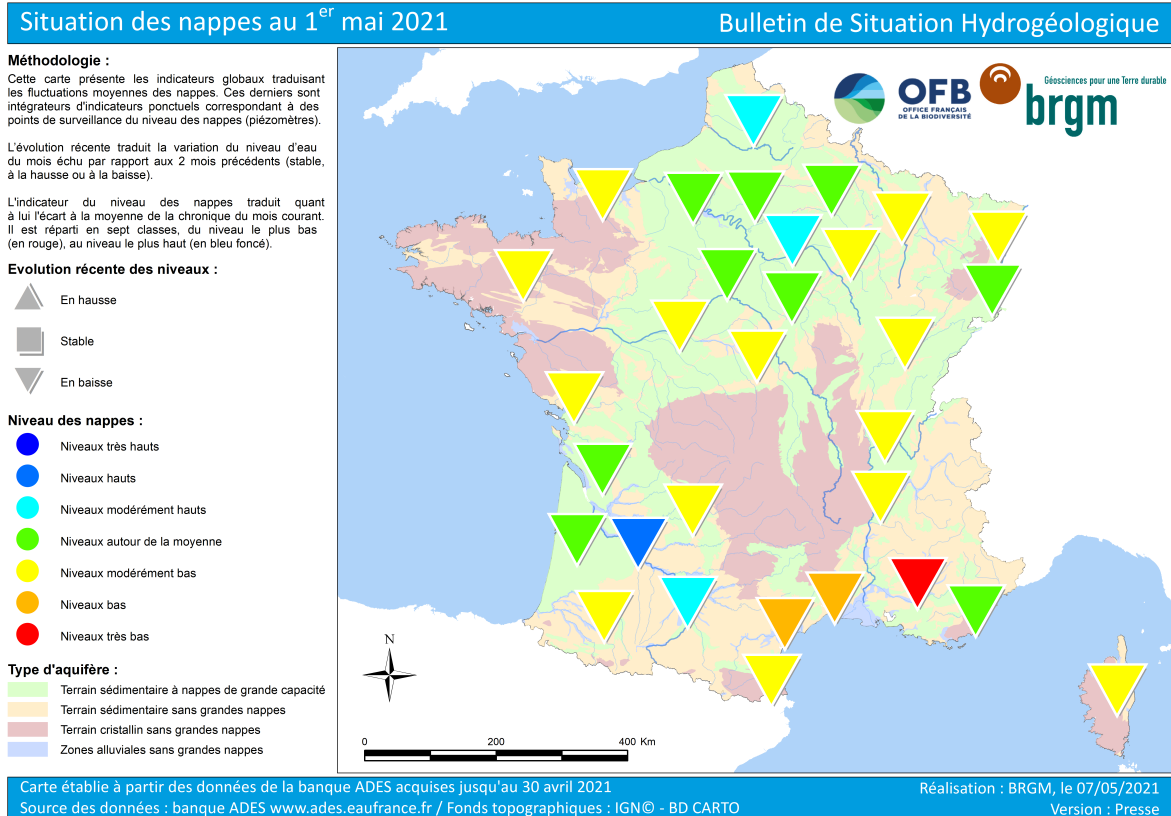 Situation des nappes au 1er mai 2021
Bulletin de Situation Hydrogéologique
Méthodologie :
Cette carte présente les indicateurs globaux traduisant
les fluctuations moyennes des nappes. Ces derniers sont
intégrateurs d'indicateurs ponctuels correspondant à des
points de surveillance du niveau des nappes (piézomètres).
L'évolution récente traduit la variation du niveau d'eau
du mois échu par rapport aux 2 mois précédents (stable,
à la hausse ou à la baisse).
L'indicateur du niveau des nappes traduit quant
à lui l'écart à la moyenne de la chronique du mois courant.
Il est réparti en sept classes, du niveau le plus bas
(en rouge), au niveau le plus haut (en bleu foncé).
Evolution récente des niveaux :
En hausse
Stable
En baisse
Niveau des nappes :
Niveaux très hauts
Niveaux hauts
Niveaux modérément hauts
Niveaux autour de la moyenne
Niveaux modérément bas
Niveaux bas
Niveaux très bas
Type d'aquifère :
Terrain sédimentaire à nappes de grande capacité
Terrain sédimentaire sans grandes nappes
Terrain cristallin sans grandes nappes
Zones alluviales sans grandes nappes
OFB
OFFICE FRANÇAIS
DE LA BIODIVERSITÉ
Géosciences pour une Terre durable
brgm
N
0 200 400 Km
Carte établie à partir des données de la banque ADES acquises jusqu'au 30 avril 2021
Source des données : banque ADES www.ades.eaufrance.fr / Fonds topographiques : IGN© - BD CARTO
Réalisation : BRGM, le 07/05/2021
Version : Presse